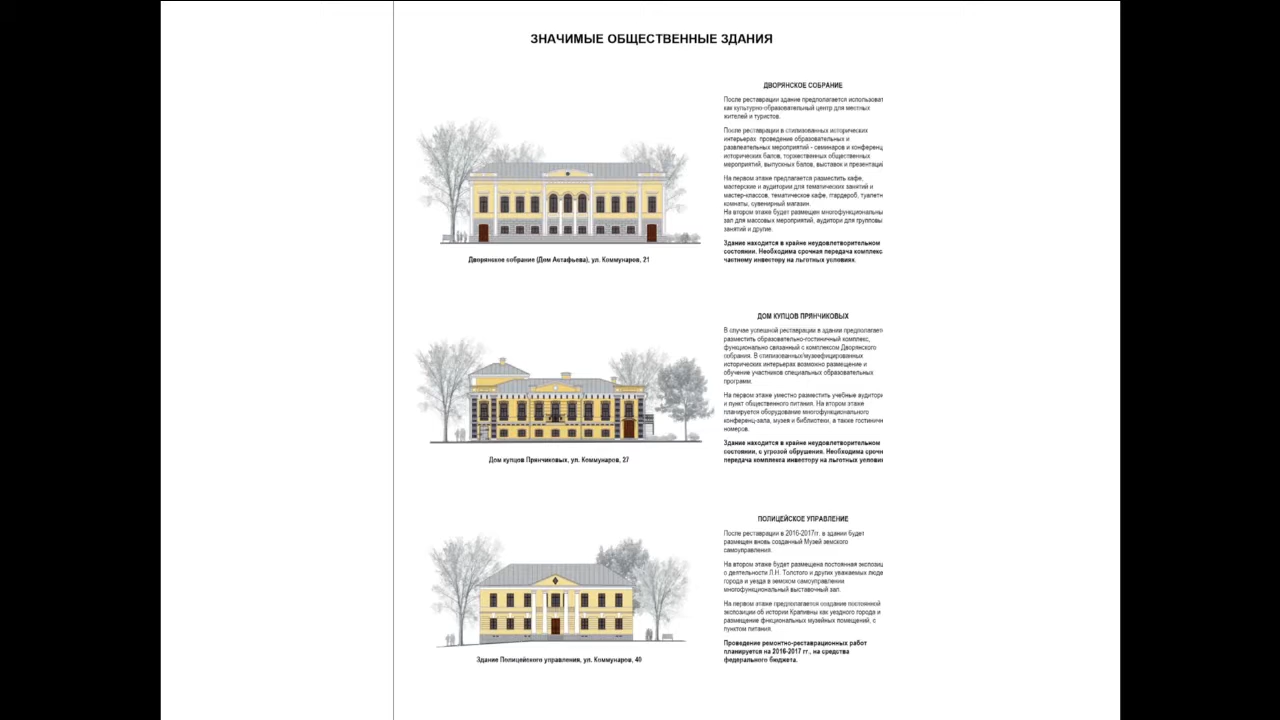 ЗНАЧИМЫЕ ОБЩЕСТВЕННЫЕ ЗДАНИЯ
ДВОРЯНСКОЕ СОБРАНИЕ
После реставрации здание предполагается использоват
как культурно-образовательный центр для местных
жителей и туристов.
После реставрации в стилизованных исторических
интерьерах проведение образовательных и
развлеательных мероприятий - семинаров и конференц
исторических балов, торжественных общественных
мероприятий, выпускных балов, выставок и презентаций
На первом этаже предлагается разместить кафе,
мастерские и аудитории для тематических занятий и
мастер-классов, тематическое кафе, гардероб, туалетн
комнаты, сувенирный магазин.
На втором этаже будет размещен многофункциональны
зал для массовых мероприятий, аудитори для групповы
занятий и другие.
Здание находится в крайне неудовлетворительном
состоянии. Необходима срочная передача комплекс
частному инвестору на льготных условиях.
Дворянское собрание (Дом Астафьева), ул. Коммунаров, 21
ДОМ КУПЦОВ ПРЯНЧИКОВЫХ
В случае успешной реставрации в здании предполагает
разместить образовательно-гостиничный комплекс,
функционально связанный с комплексом Дворянского
собрания. В стилизованных/музеефицированных
исторических интерьерах возможно размещение и
обучение участников специальных образовательных
программ.
На первом этаже уместно разместить учебные аудитори
и пункт общественного питания. На втором этаже
планируется оборудование многофункционального
конференц-зала, музея и библиотеки, а также гостиничн
номеров.
Здание находится в крайне неудовлетворительном
состоянии, с угрозой обрушения. Необходима срочн
передача комплекса инвестору на льготных условия
Дом купцов Прянчиковых, ул. Коммунаров, 27
ПОЛИЦЕЙСКОЕ УПРАВЛЕНИЕ
После реставрации в 2016-2017гг. в здании будет
размещен вновь созданный Музей земского
самоуправления.
На втором этаже будет размещена постоянная экспозиц
о деятельности Л.Н. Толстого и других уважаемых люде
города и уезда в земском самоуправлении
многофункциональный выставочный зал.
На первом этаже предполагается создание постоянной
экспозиции об истории Крапивны как уездного города и
размещение фнкциональных музейных помещений, с
пунктом питания.
Проведение ремонтно-реставрационных работ
планируется на 2016-2017 гг., на средства
федерального бюджета.
Здание Полицейского управления, ул. Коммунаров, 40